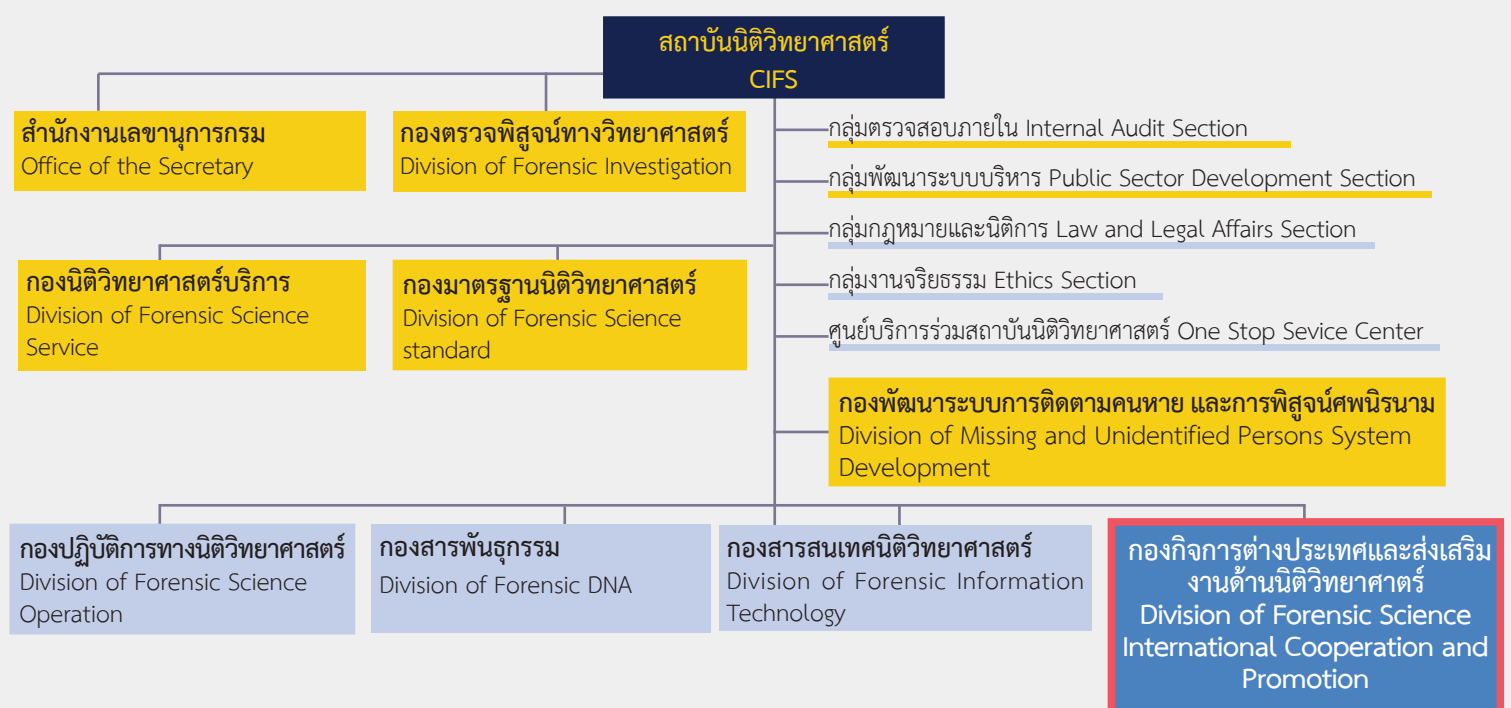 สถาบันนิติวิทยาศาสตร์
CIFS
สำนักงานเลขานุการกรม
Office of the Secretary
กองตรวจพิสูจน์ทางวิทยาศาสตร์
Division of Forensic Investigation
กลุ่มตรวจสอบภายใน Internal Audit Section
กลุ่มพัฒนาระบบบริหาร Public Sector Development Section
กลุ่มกฎหมายและนิติการ Law and Legal Affairs Section
กลุ่มงานจริยธรรม Ethics Section
ศูนย์บริการร่วมสถาบันนิติวิทยาศาสตร์ One Stop Sevice Center
กองนิติวิทยาศาสตร์บริการ
Division of Forensic Science
Service
กองมาตรฐานนิติวิทยาศาสตร์
Division of Forensic Science
standard
กองพัฒนาระบบการติดตามคนหาย และการพิสูจน์ศพนิรนาม
Division of Missing and Unidentified Persons System
Development
กองปฏิบัติการทางนิติวิทยาศาสตร์
Division of Forensic Science
Operation
กองสารพันธุกรรม
Division of Forensic DNA
กองสารสนเทศนิติวิทยาศาสตร์
Division of Forensic Information
Technology
กองกิจการต่างประเทศและส่งเสริม
งานด้านนิติวิทยาศาตร์
Division of Forensic Science
International Cooperation and
Promotion